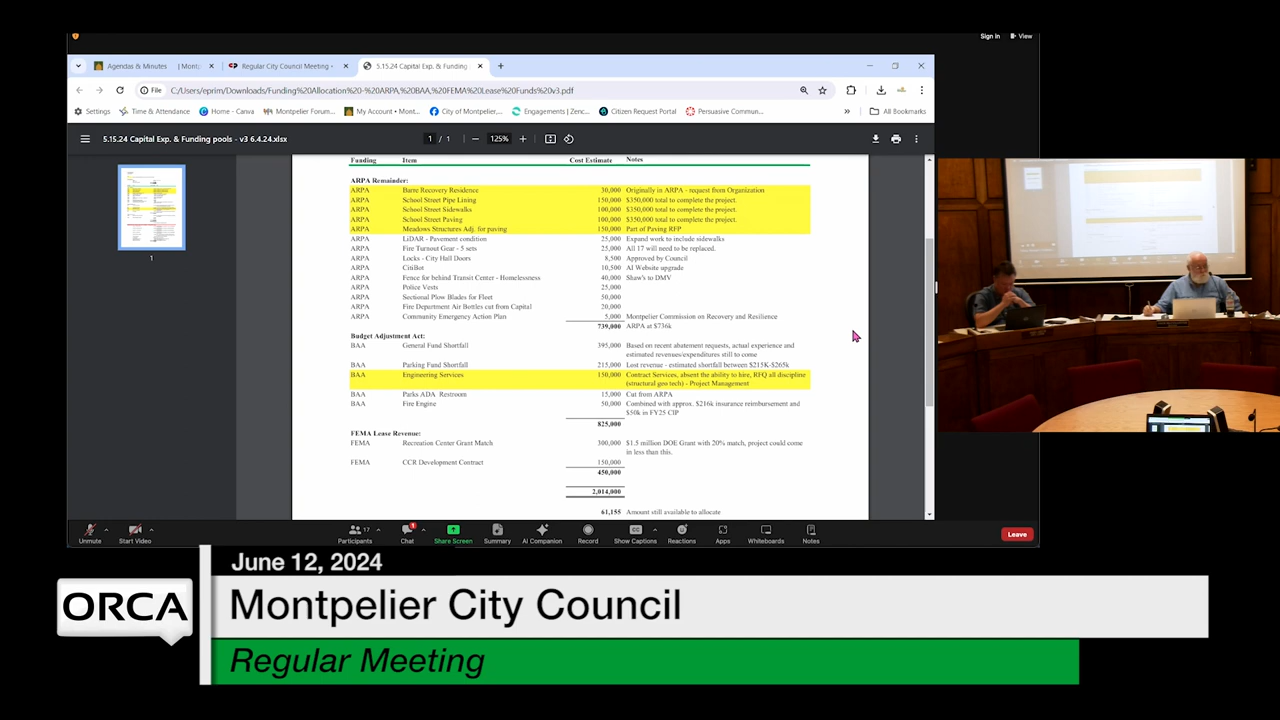 Sign in View
Agendas & Minutes | Mont: × Regular City Council Meeting - × 5.15.24 Capital Exp. & Funding × +
File C:/Users/eprim/Downloads/Funding%20Allocation%20-%20ARPA,%20BAA,%20FEMA%20Lease%20Funds%20v3.pdf
Settings Time & Attendance Home - Canva Montpelier Forum... My Account • Mont... City of Montpelier,... Engagements | Zenc... Citizen Request Portal Persuasive Commun... » All Bookmarks
5.15.24 Capital Exp. & Funding pools - v3 6.4.24.xlsx 1 / 1 − 125% +
1
Funding Item Cost Estimate Notes
ARPA Remainder:
ARPA Barre Recovery Residence 30,000 Originally in ARPA - request from Organization
ARPA School Street Pipe Lining 150,000 $350,000 total to complete the project.
ARPA School Street Sidewalks 100,000 $350,000 total to complete the project.
ARPA School Street Paving 100,000 $350,000 total to complete the project.
ARPA Meadows Structures Adj. for paving 150,000 Part of Paving RFP
ARPA LiDAR - Pavement condition 25,000 Expand work to include sidewalks
ARPA Fire Turnout Gear - 5 sets 25,000 All 17 will need to be replaced.
ARPA Locks - City Hall Doors 8,500 Approved by Council
ARPA CitiBot 10,500 AI Website upgrade
ARPA Fence for behind Transit Center - Homelessness 40,000 Shaw's to DMV
ARPA Police Vests 25,000
ARPA Sectional Plow Blades for Fleet 50,000
ARPA Fire Department Air Bottles cut from Capital 20,000
ARPA Community Emergency Action Plan 5,000 Montpelier Commission on Recovery and Resilience
739,000 ARPA at $736k
Budget Adjustment Act:
BAA General Fund Shortfall 395,000 Based on recent abatement requests, actual experience and
estimated revenues/expenditures still to come
BAA Parking Fund Shortfall 215,000 Lost revenue - estimated shortfall between $215K-$265k
BAA Engineering Services 150,000 Contract Services, absent the ability to hire, RFQ all discipline
(structural geo tech) - Project Management
BAA Parks ADA Restroom 15,000 Cut from ARPA
BAA Fire Engine 50,000 Combined with approx. $216k insurance reimbursement and
$50k in FY25 CIP
825,000
FEMA Lease Revenue:
FEMA Recreation Center Grant Match 300,000 $1.5 million DOE Grant with 20% match, project could come
in less than this.
FEMA CCR Development Contract 150,000
450,000
2,014,000
61,155 Amount still available to allocate
Unmute Start Video Participants 17 Chat 1 Share Screen Summary AI Companion Record Show Captions Reactions Apps Whiteboards Notes Leave
June 12, 2024
ORCA
Montpelier City Council
Regular Meeting